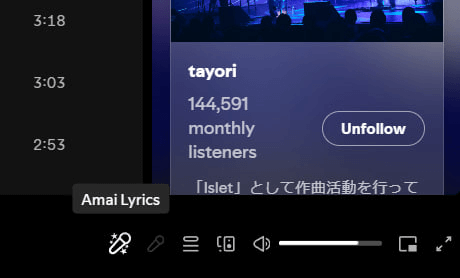 3:18
3:03
2:53
tayori
144,591
monthly
listeners
Unfollow
「Islet」として作曲活動を行って
Amai Lyrics